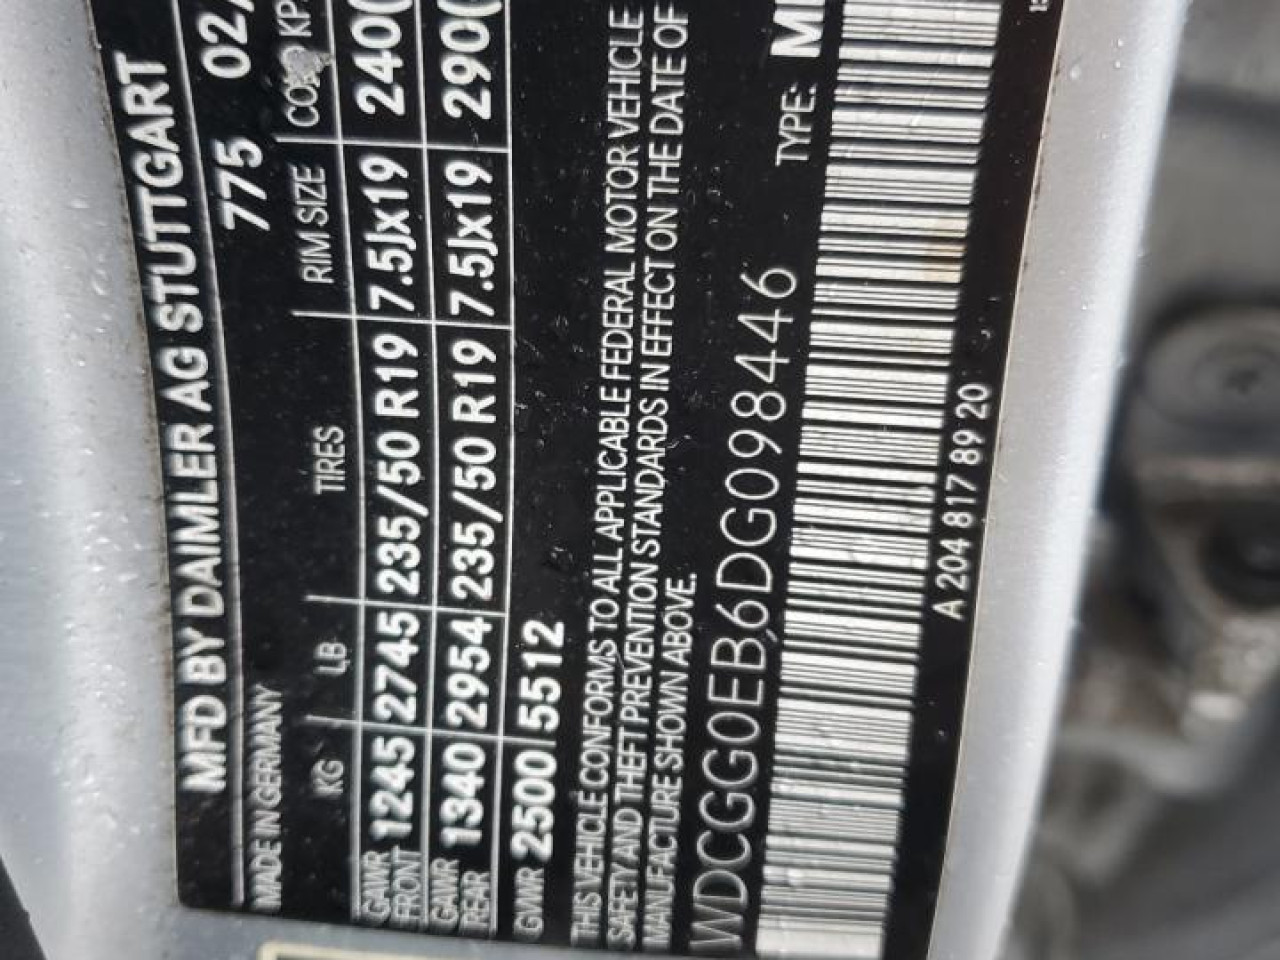 MFD BY DAIMLER AG STUTTGART
MADE IN GERMANY 775 02/
KG LB TIRES RIM SIZE COLD KP
GAWR FRONT 1245 2745 235/50 R19 7.5Jx19 240(
GAWR REAR 1340 2954 235/50 R19 7.5Jx19 290(
GVWR 2500 5512
THIS VEHICLE CONFORMS TO ALL APPLICABLE FEDERAL MOTOR VEHICLE
SAFETY AND THEFT PREVENTION STANDARDS IN EFFECT ON THE DATE OF
MANUFACTURE SHOWN ABOVE.
WDCGG0EB6DG098446 TYPE:
A 204 817 89 20